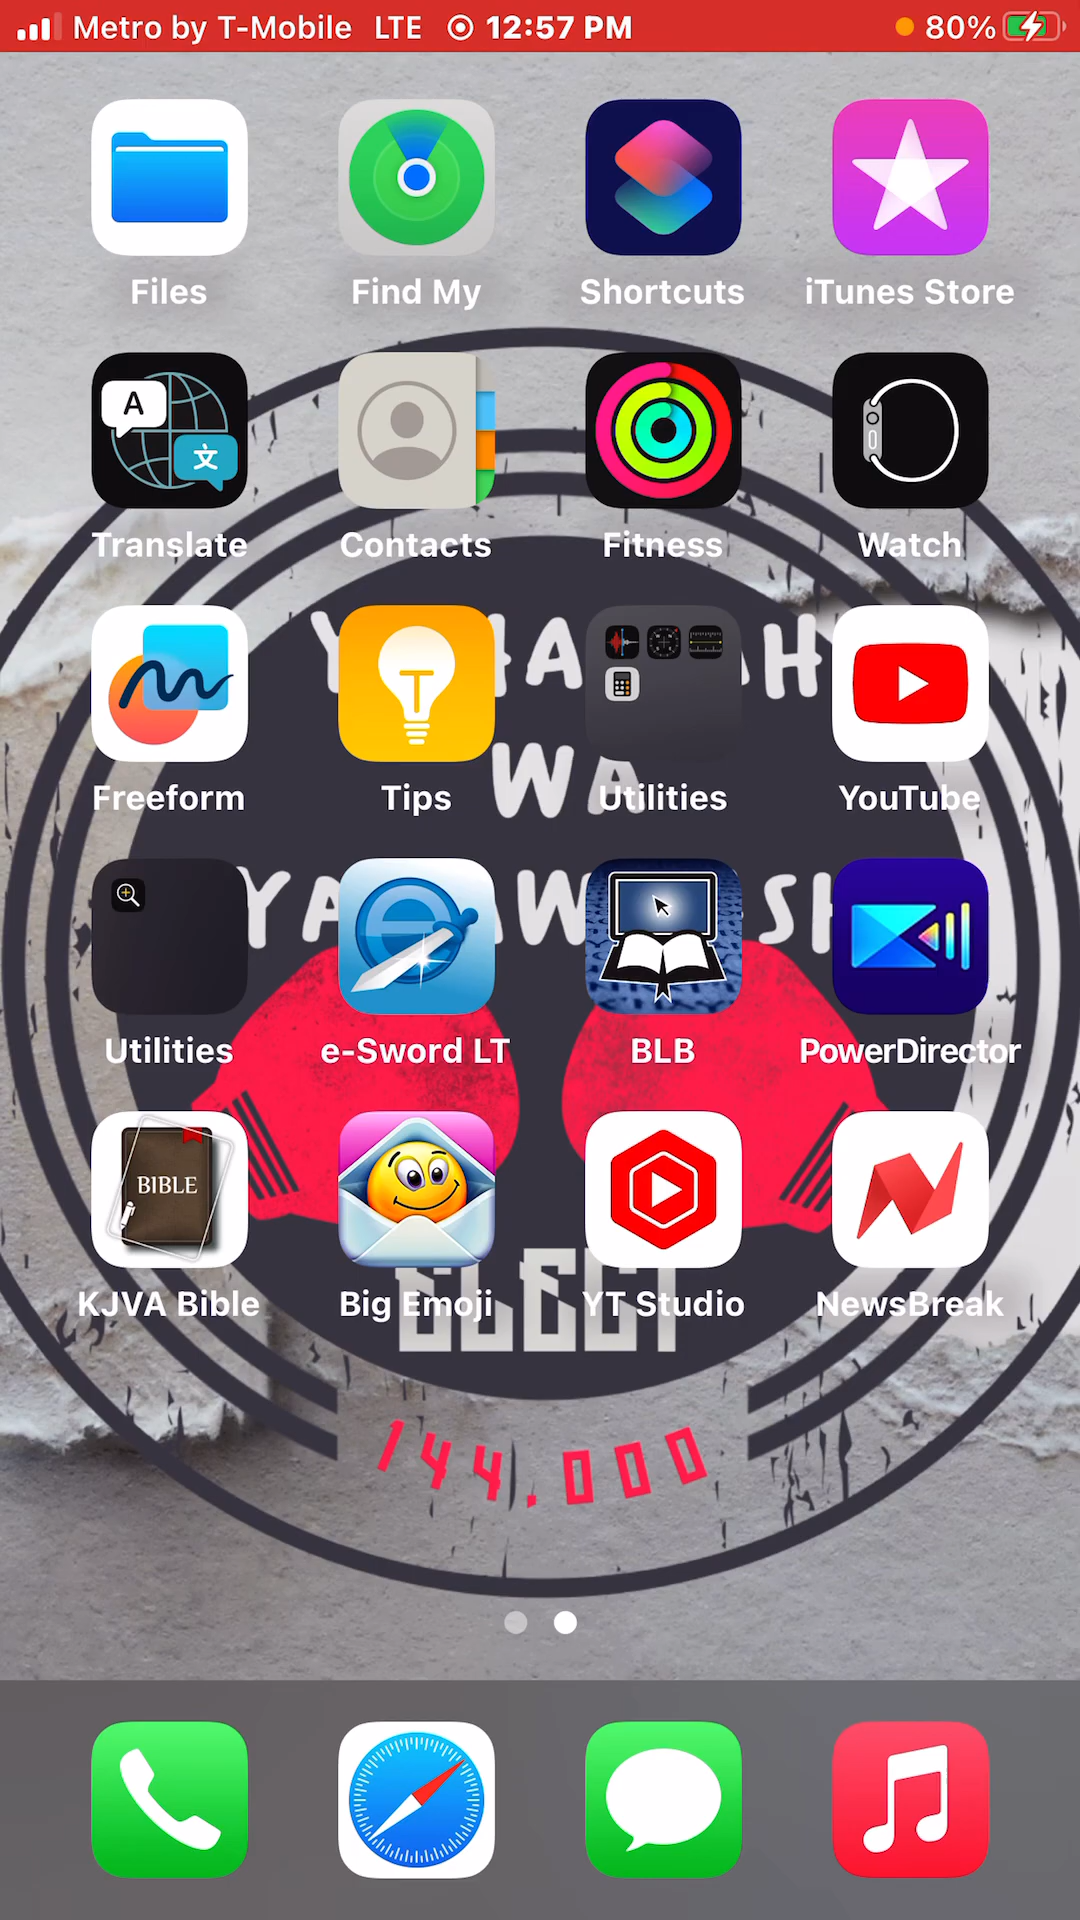 Metro by T-Mobile LTE 12:57 PM 80%
Files Find My Shortcuts iTunes Store
A 文
Translate Contacts Fitness Watch
Freeform Tips Utilities YouTube
WA
Utilities e-Sword LT BLB PowerDirector
BIBLE
KJVA Bible Big Emoji YT Studio NewsBreak
ELECT
144.000